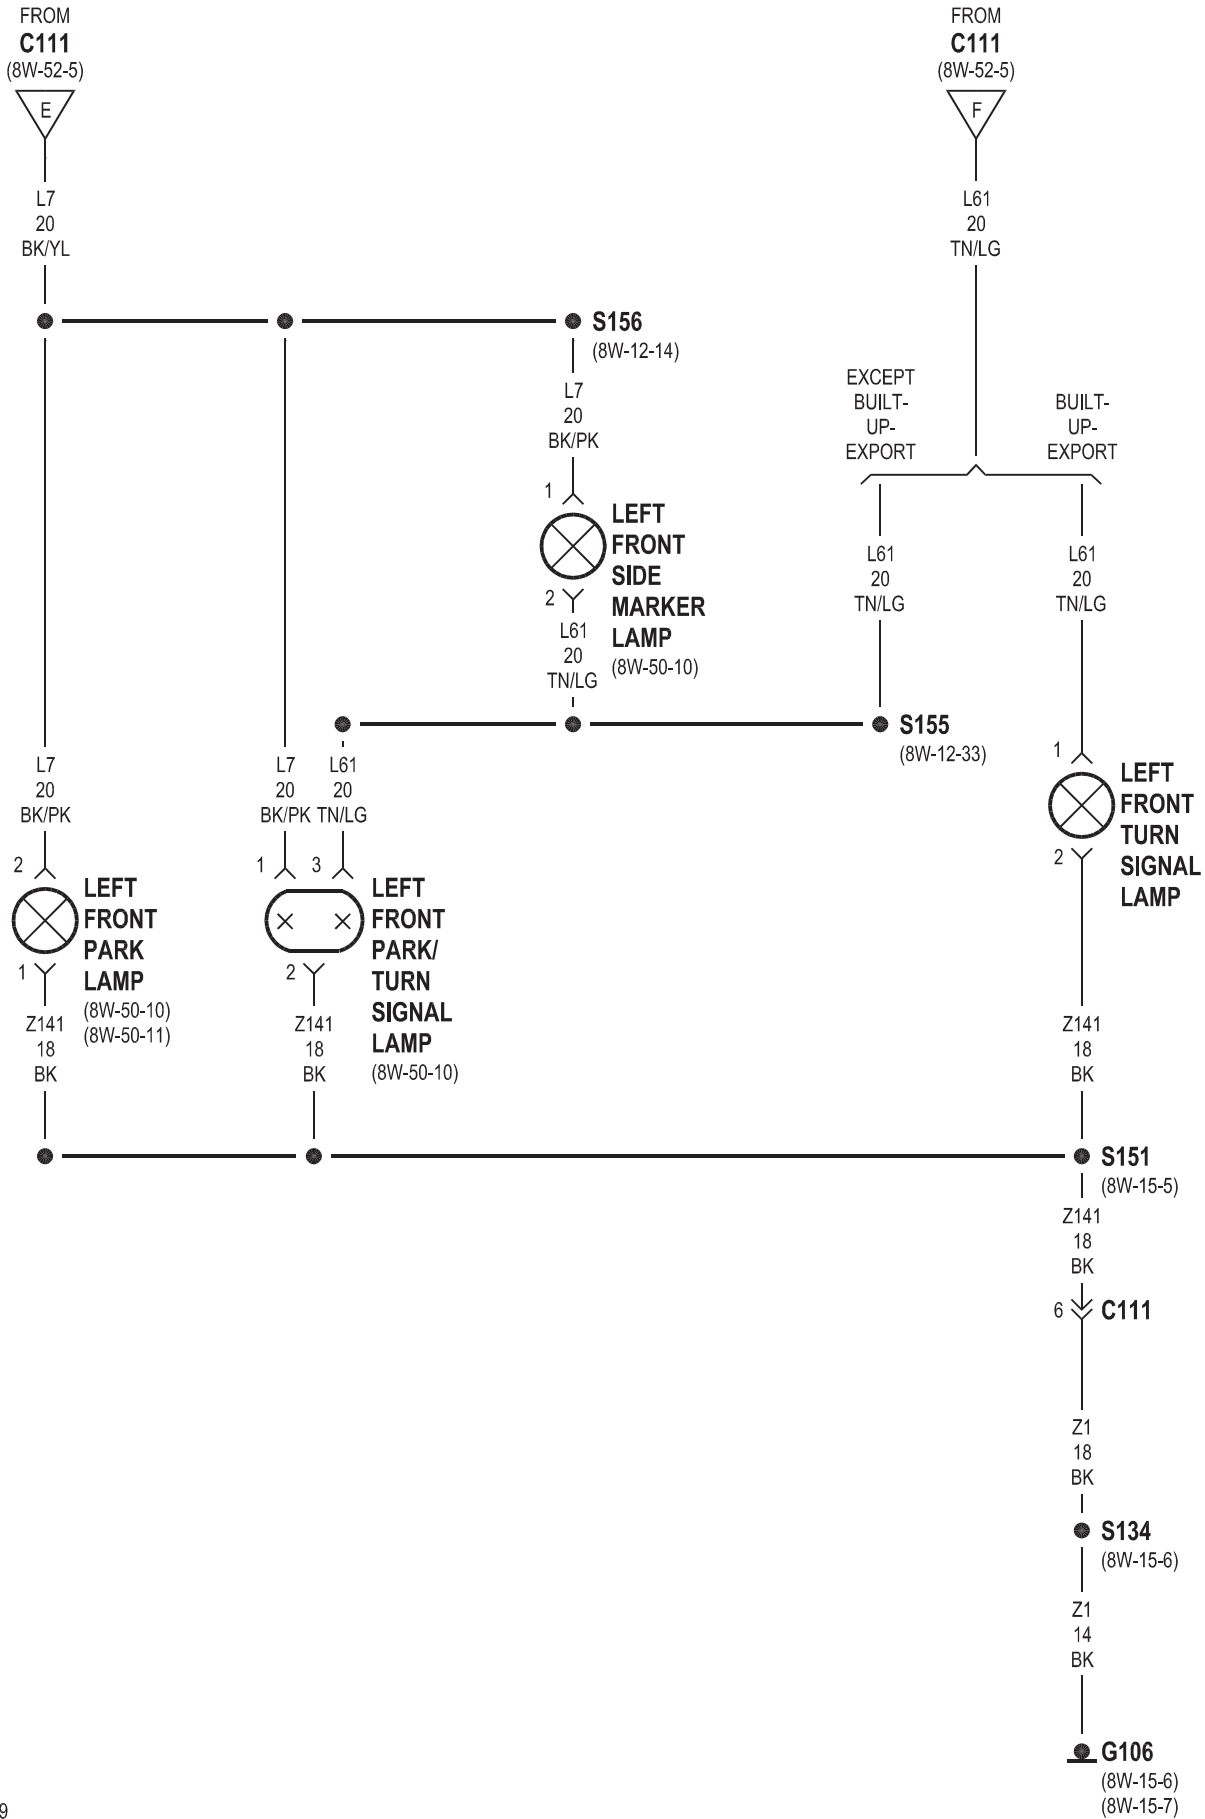 FROM
C111
(8W-52-5)
E
L7
20
BK/YL
FROM
C111
(8W-52-5)
F
L61
20
TN/LG
S156
(8W-12-14)
L7
20
BK/PK
1
LEFT
FRONT
SIDE
MARKER
LAMP
(8W-50-10)
2
L61
20
TN/LG
EXCEPT
BUILT-
UP-
EXPORT
BUILT-
UP-
EXPORT
L61
20
TN/LG
L61
20
TN/LG
S155
(8W-12-33)
L7
20
BK/PK
L7
20
BK/PK
L61
20
TN/LG
1
LEFT
FRONT
TURN
SIGNAL
LAMP
2
2
LEFT
FRONT
PARK
LAMP
(8W-50-10)
(8W-50-11)
1
1
3
LEFT
FRONT
PARK/
TURN
SIGNAL
LAMP
(8W-50-10)
2
Z141
18
BK
Z141
18
BK
Z141
18
BK
S151
(8W-15-5)
Z141
18
BK
6
C111
Z1
18
BK
S134
(8W-15-6)
Z1
14
BK
G106
(8W-15-6)
(8W-15-7)
9